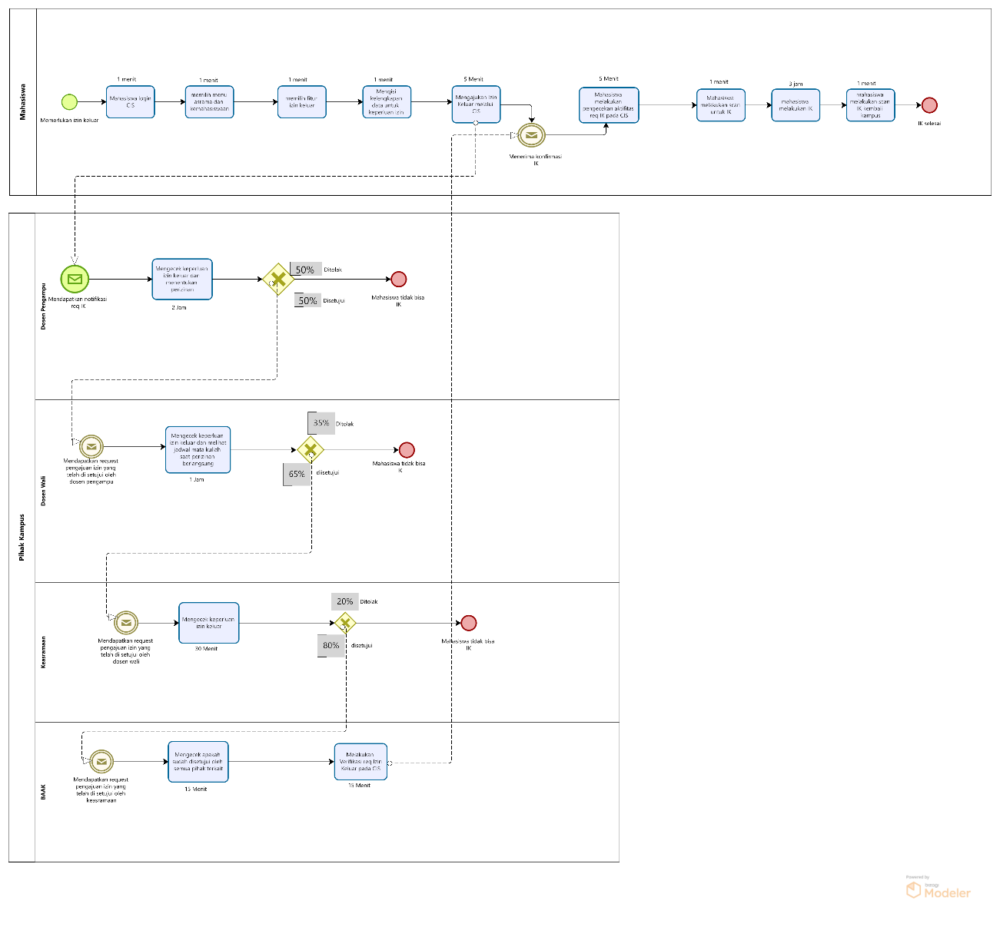 Mahasiswa
Memerlukan izin keluar
1 menit
Mahasiswa login
CIS
1 menit
memilih menu
asrama dan
kemahasiswaan
1 menit
memilih fitur
izin keluar
1 menit
Mengisi
kelengkapan
data untuk
keperluan izin
5 Menit
Mengajukan Izin
Keluar melalui
CIS
Menerima konfirmasi
IK
5 Menit
Mahasiswa
melakukan
pengecekan aktifitas
req IK pada CIS
1 menit
Mahasiswa
melakukan scan
untuk IK
3 jam
mahasiswa
melakukan IK
1 menit
mahasiswa
melakukan scan
IK kembali
kampus
IK selesai
Pihak Kampus
Dosen Pengampu
Mendapatkan notifikasi
req IK
Mengecek keperluan
izin keluar dan
menentukan
perizinan
2 Jam
50%
Ditolak
50%
Disetujui
Mahasiswa tidak bisa
IK
Dosen Wali
Mendapatkan request
pengajuan izin yang
telah di setujui oleh
dosen pengampu
Mengecek keperluan
izin keluar dan melihat
jadwal mata kuliah
saat perizinan
berlangsung
1 Jam
35%
Ditolak
65%
diisetujui
Mahasiswa tidak bisa
IK
Keasramaan
Mendapatkan request
pengajuan izin yang
telah di setujui oleh
dosen wali
Mengecek keperluan
izin keluar
30 Menit
20%
Ditolak
80%
disetujui
Mahasiswa tidak bisa
IK
BAAK
Mendapatkan request
pengajuan izin yang
telah di setujui oleh
keasramaan
Mengecek apakah
sudah disetujui oleh
semua pihak terkait
15 Menit
Melakukan
Verifikasi req Izin
Keluar pada CIS
15 Menit
Powered by
bizagi
Modeler